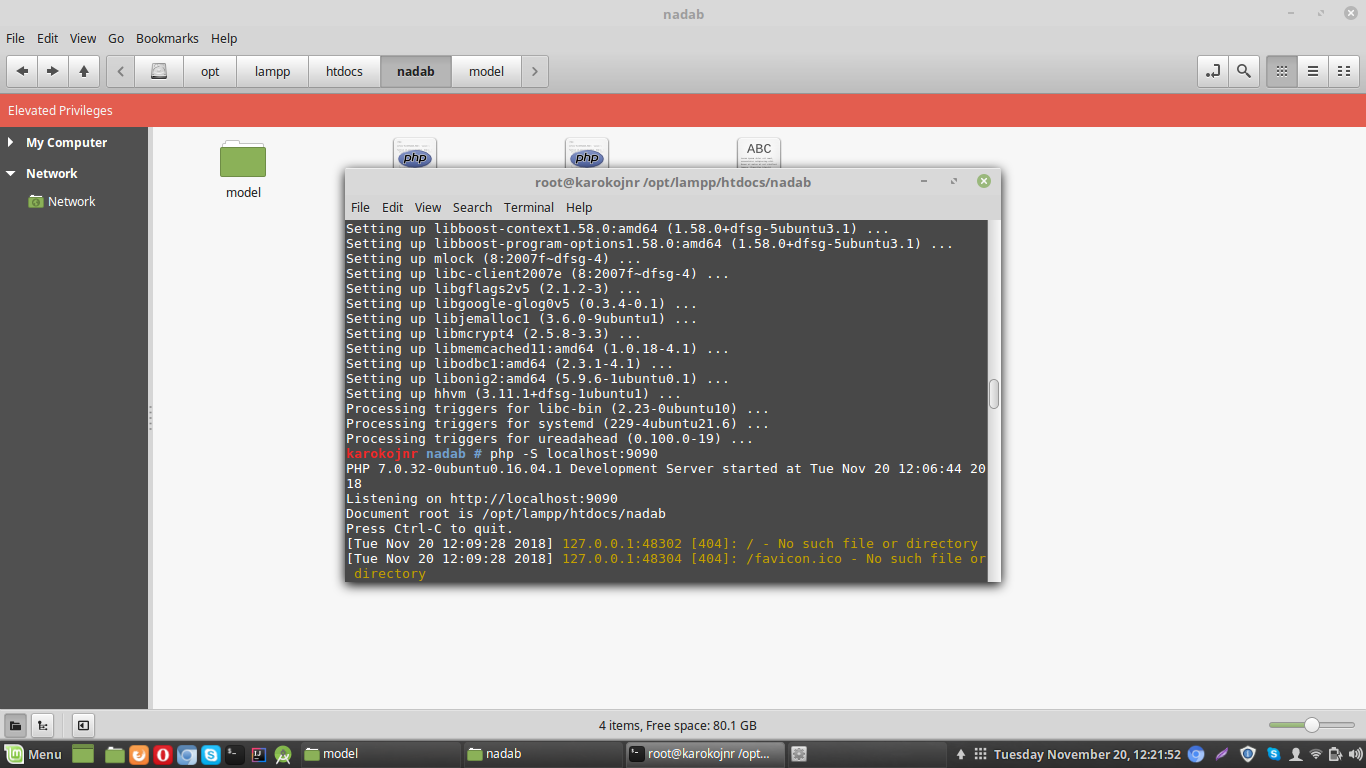 nadab
File Edit View Go Bookmarks Help
opt lampp htdocs nadab model
Elevated Privileges
My Computer
Network
Network
model
php
php
ABC
root@karokojnr /opt/lampp/htdocs/nadab
File Edit View Search Terminal Help
Setting up libboost-context1.58.0:amd64 (1.58.0+dfsg-5ubuntu3.1) ...
Setting up libboost-program-options1.58.0:amd64 (1.58.0+dfsg-5ubuntu3.1) ...
Setting up mlock (8:2007f~dfsg-4) ...
Setting up libc-client2007e (8:2007f~dfsg-4) ...
Setting up libgflags2v5 (2.1.2-3) ...
Setting up libgoogle-glog0v5 (0.3.4-0.1) ...
Setting up libjemalloc1 (3.6.0-9ubuntu1) ...
Setting up libmcrypt4 (2.5.8-3.3) ...
Setting up libmemcached11:amd64 (1.0.18-4.1) ...
Setting up libodbc1:amd64 (2.3.1-4.1) ...
Setting up libonig2:amd64 (5.9.6-1ubuntu0.1) ...
Setting up hhvm (3.11.1+dfsg-1ubuntu1) ...
Processing triggers for libc-bin (2.23-0ubuntu10) ...
Processing triggers for systemd (229-4ubuntu21.6) ...
Processing triggers for ureadahead (0.100.0-19) ...
karokojnr nadab # php -S localhost:9090
PHP 7.0.32-0ubuntu0.16.04.1 Development Server started at Tue Nov 20 12:06:44 20
18
Listening on http://localhost:9090
Document root is /opt/lampp/htdocs/nadab
Press Ctrl-C to quit.
[Tue Nov 20 12:09:28 2018] 127.0.0.1:48302 [404]: / - No such file or directory
[Tue Nov 20 12:09:28 2018] 127.0.0.1:48304 [404]: /favicon.ico - No such file or
directory
4 items, Free space: 80.1 GB
Menu model nadab root@karokojnr /opt... Tuesday November 20, 12:21:52